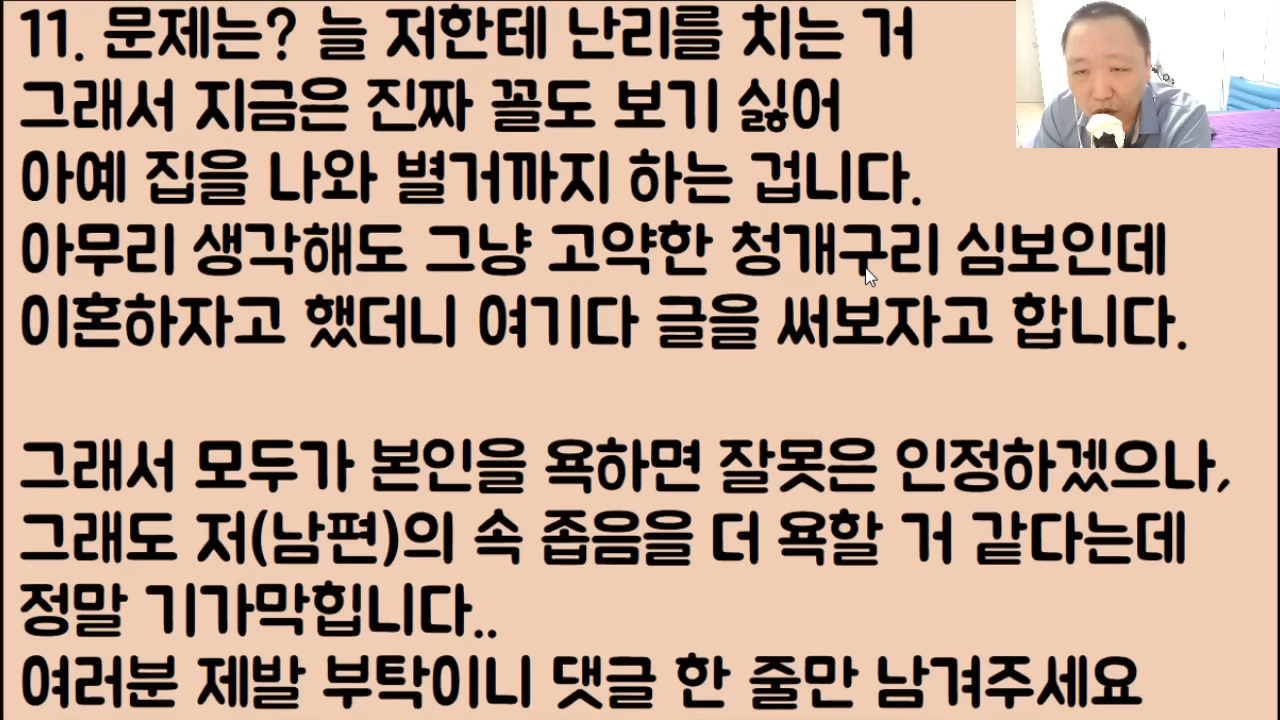 11. 문제는? 늘 저한테 난리를 치는 거
그래서 지금은 진짜 꼴도 보기 싫어
아예 집을 나와 별거까지 하는 겁니다.
아무리 생각해도 그냥 고약한 청개구리 심보인데
이혼하자고 했더니 여기다 글을 써보자고 합니다.
그래서 모두가 본인을 욕하면 잘못은 인정하겠으나,
그래도 저(남편)의 속 좁음을 더 욕할 거 같다는데
정말 기가막힙니다..
여러분 제발 부탁이니 댓글 한 줄만 남겨주세요